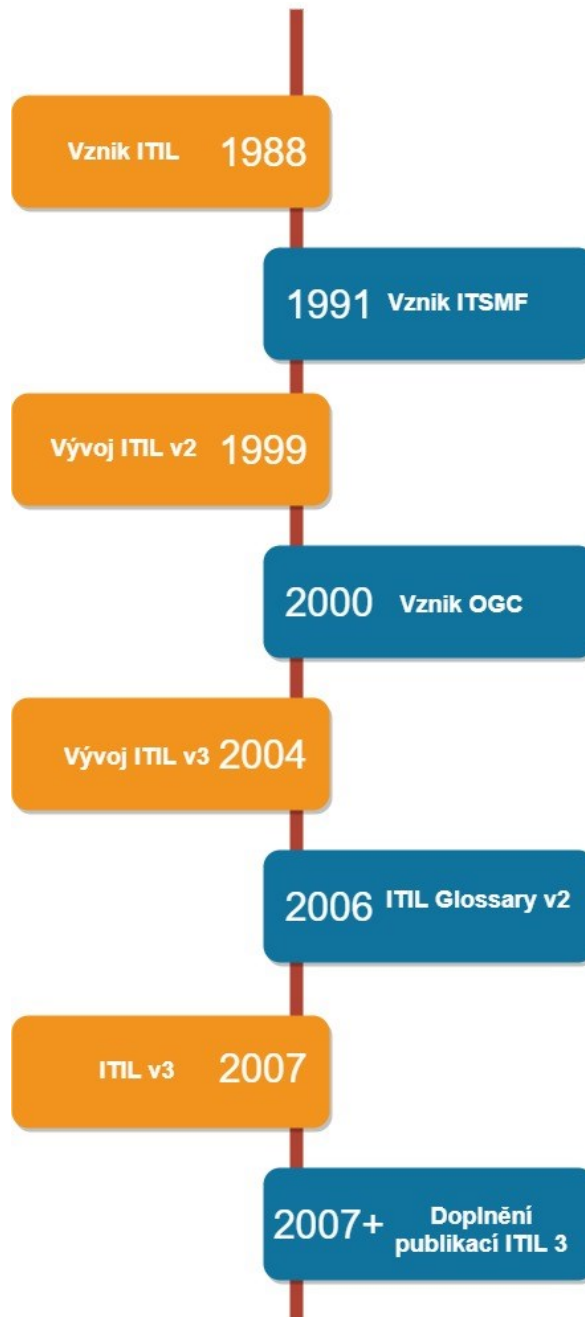 Vznik ITIL 1988
1991 Vznik ITSMF
Vývoj ITIL v2 1999
2000 Vznik OGC
Vývoj ITIL v3 2004
2006 ITIL Glossary v2
ITIL v3 2007
2007+ Doplnění
publikací ITIL 3